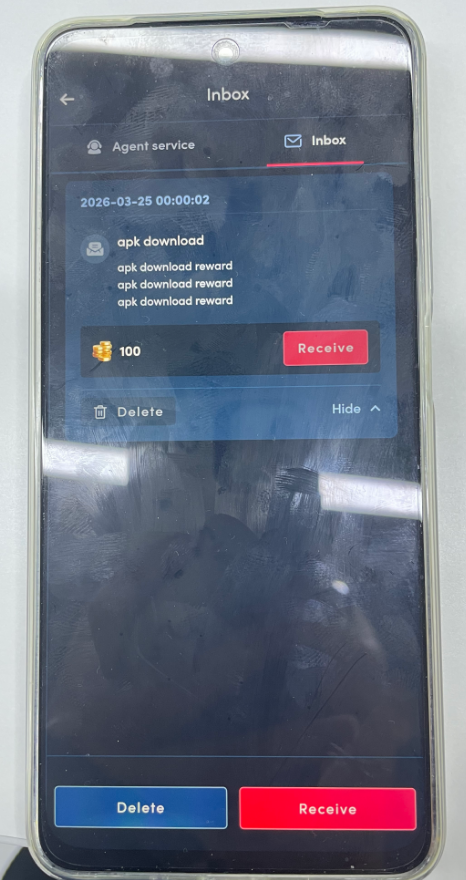 Inbox
Agent service
Inbox
2026-03-25 00:00:02
apk download
apk download reward
apk download reward
apk download reward
100
Receive
Delete
Hide
Delete
Receive